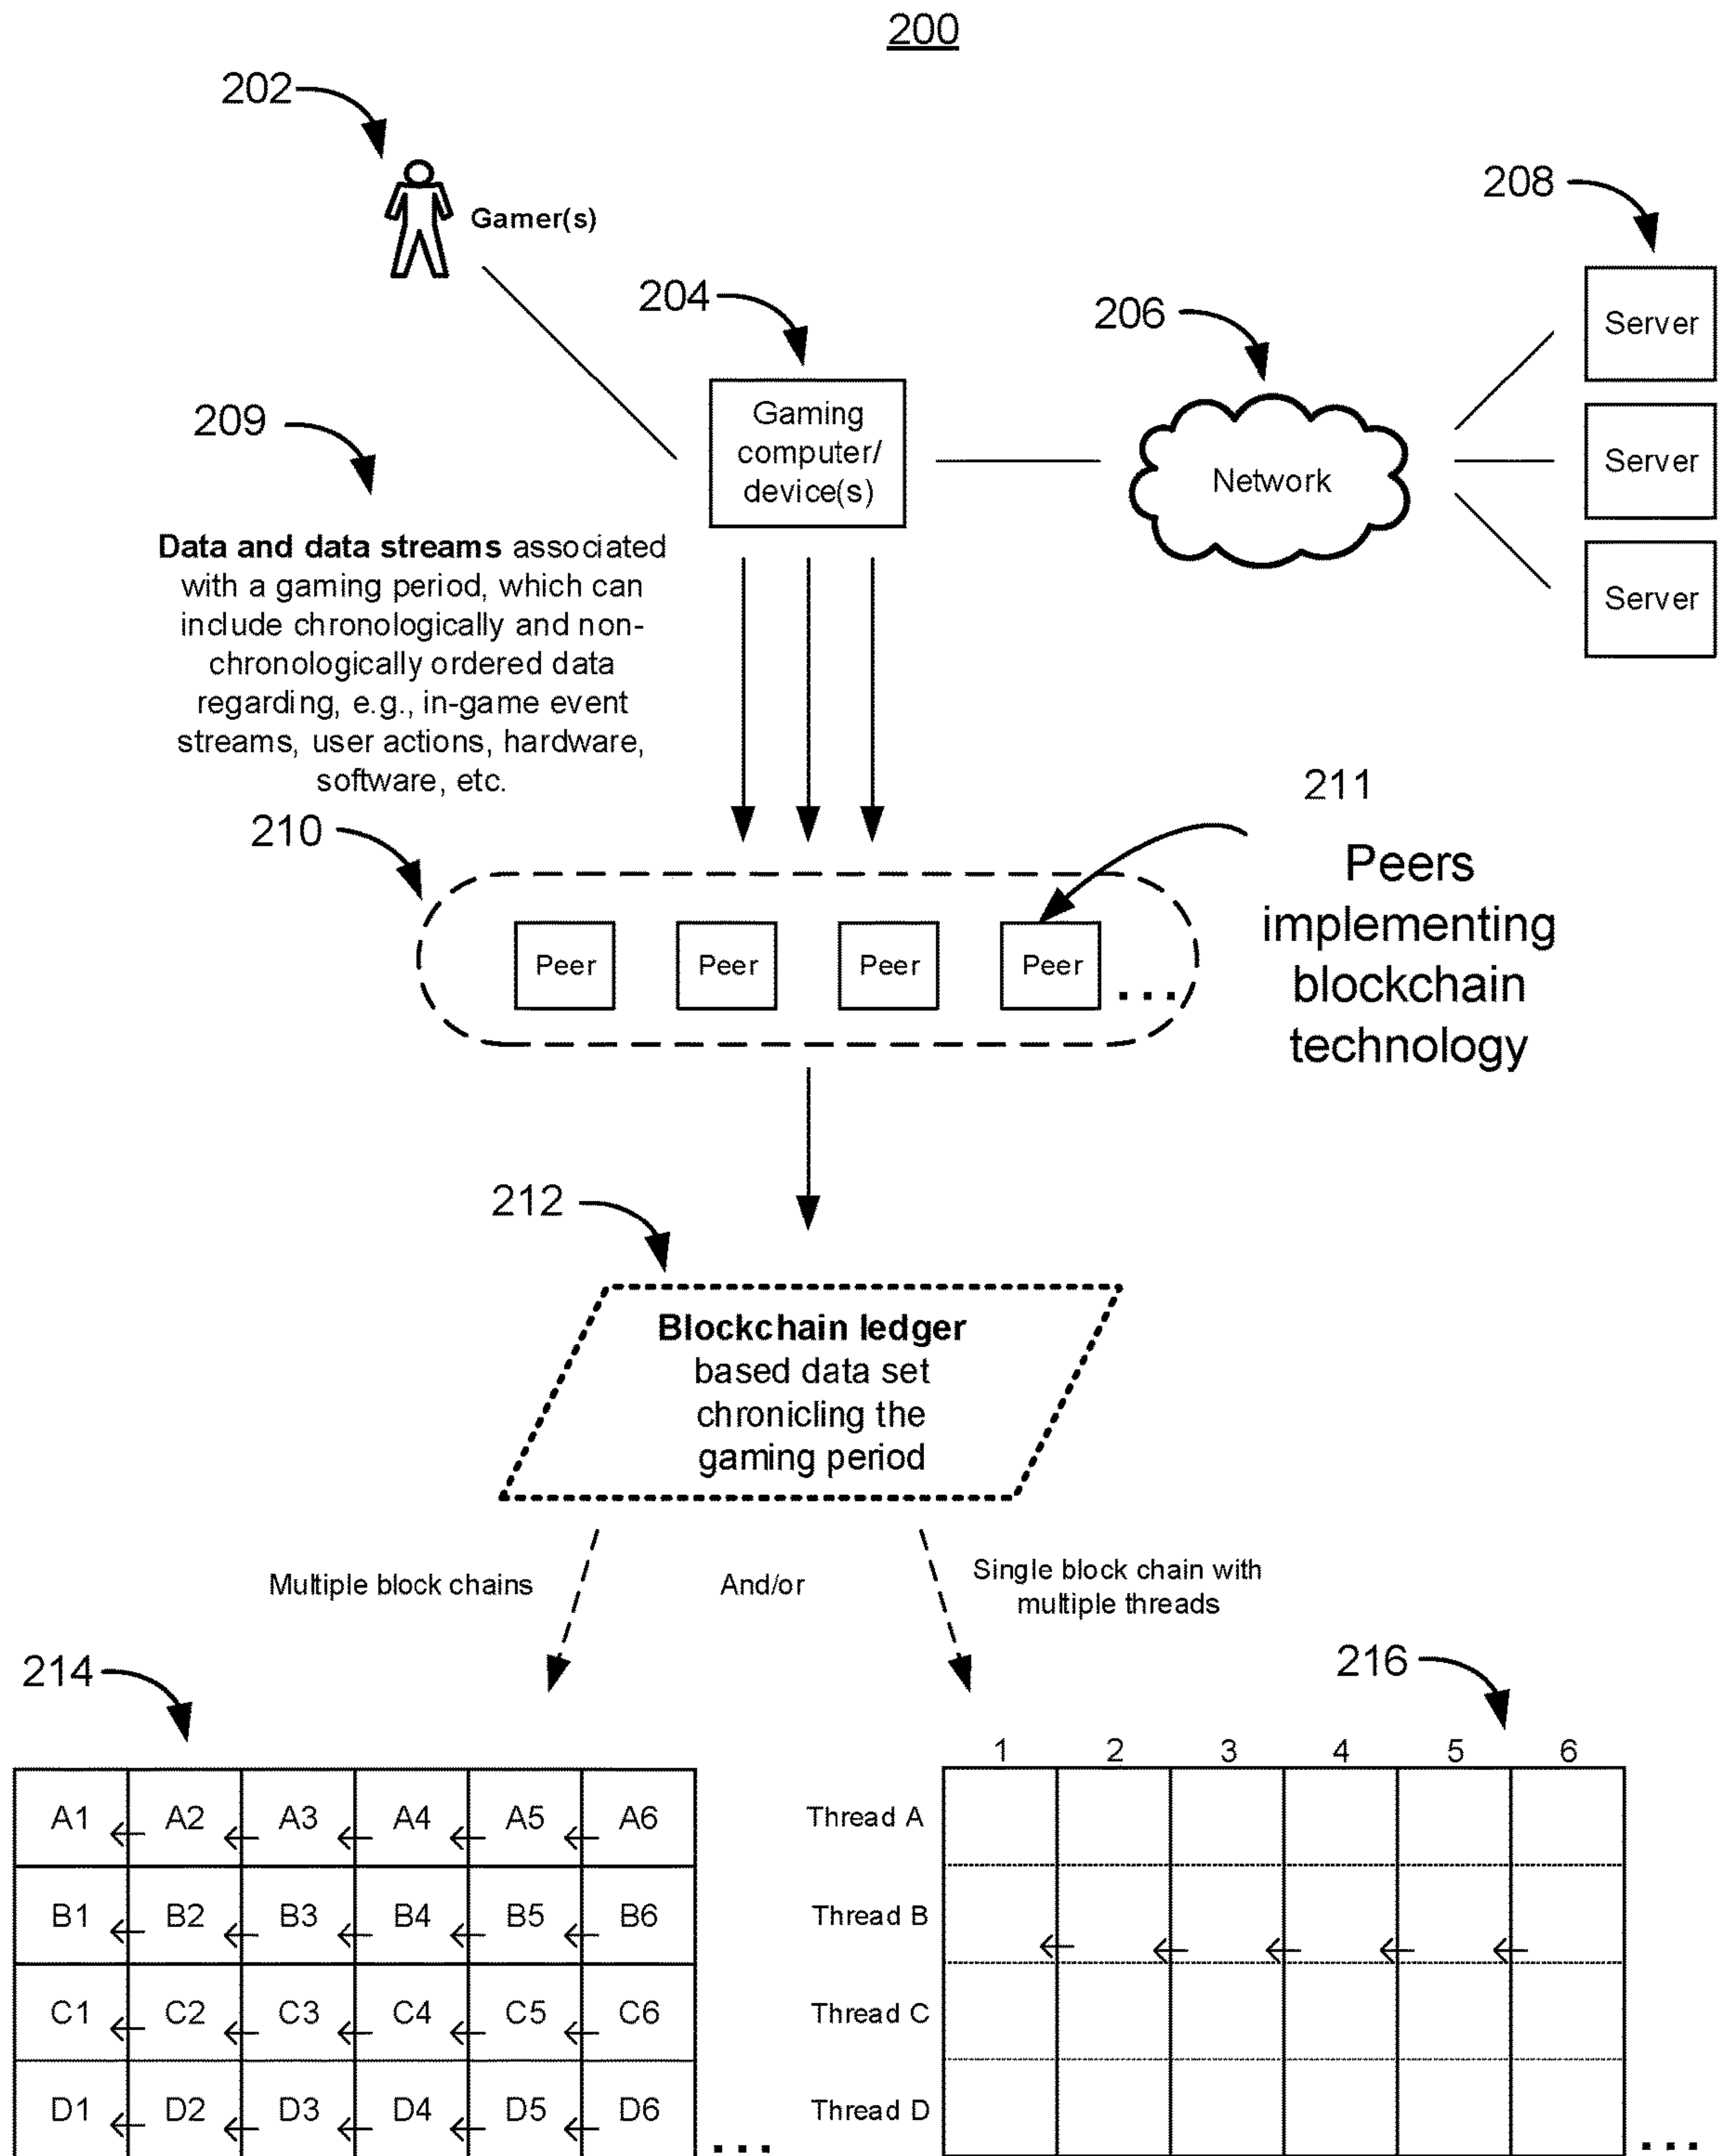 200
202
Gamer(s)
208
204
206
Server
Gaming
computer/
device(s)
Network
Server
Server
209
Data and data streams associated
with a gaming period, which can
include chronologically and non-
chronologically ordered data
regarding, e.g., in-game event
streams, user actions, hardware,
software, etc.
211
210
Peers
implementing
blockchain
technology
Peer Peer Peer Peer ...
212
Blockchain ledger
based data set
chronicling the
gaming period
Multiple block chains
And/or
Single block chain with
multiple threads
214
216
A1 A2 A3 A4 A5 A6
B1 B2 B3 B4 B5 B6
C1 C2 C3 C4 C5 C6
D1 D2 D3 D4 D5 D6 ...
1 2 3 4 5 6
Thread A
Thread B
Thread C
Thread D ...